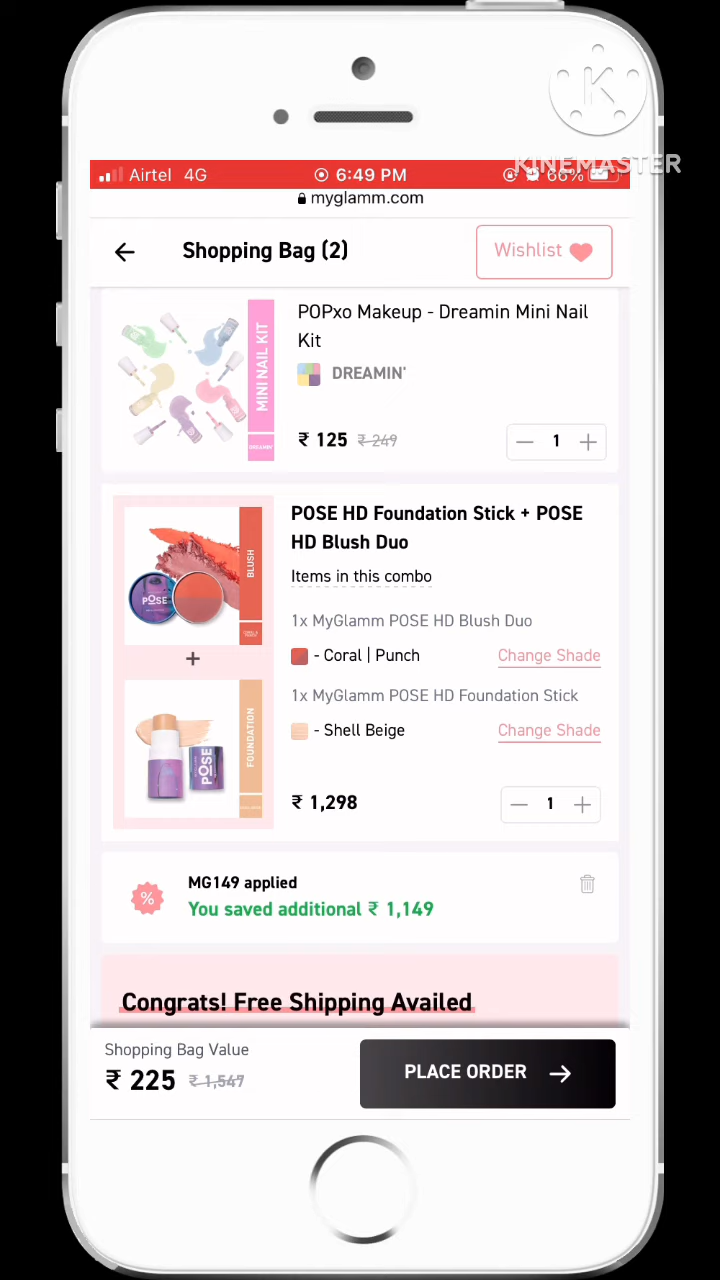 KINEMASTER
Airtel 4G 6:49 PM 66%
myglamm.com
Shopping Bag (2)
Wishlist
POPxo Makeup - Dreamin Mini Nail
Kit
MINI NAIL KIT
DREAMIN'
DREAMIN'
₹ 125 ₹ 249
1
POSE HD Foundation Stick + POSE
HD Blush Duo
BLUSH
POSE
Items in this combo
1x MyGlamm POSE HD Blush Duo
- Coral | Punch Change Shade
+
1x MyGlamm POSE HD Foundation Stick
- Shell Beige Change Shade
FOUNDATION
POSE
₹ 1,298
1
MG149 applied
%
You saved additional ₹ 1,149
Congrats! Free Shipping Availed
Shopping Bag Value
₹ 225 ₹ 1,547
PLACE ORDER